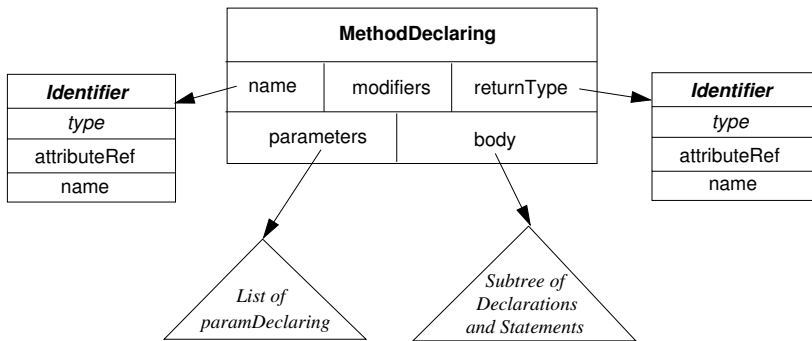 MethodDeclaring
name modifiers returnType
parameters body
Identifier
type
attributeRef
name
Identifier
type
attributeRef
name
List of
paramDeclaring
Subtree of
Declarations
and Statements